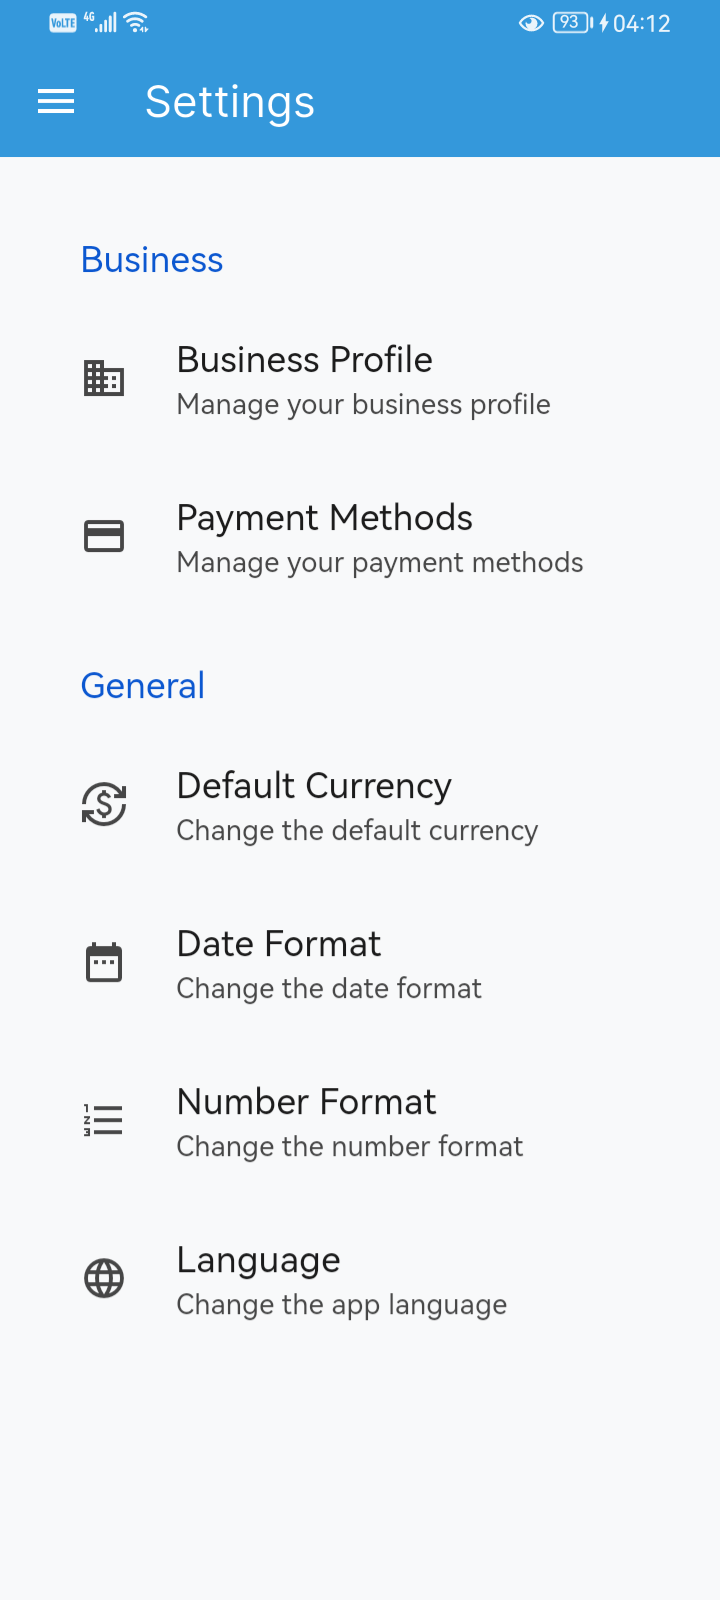 VoLTE 4G 93 04:12
Settings
Business
Business Profile
Manage your business profile
Payment Methods
Manage your payment methods
General
Default Currency
Change the default currency
Date Format
Change the date format
Number Format
Change the number format
Language
Change the app language